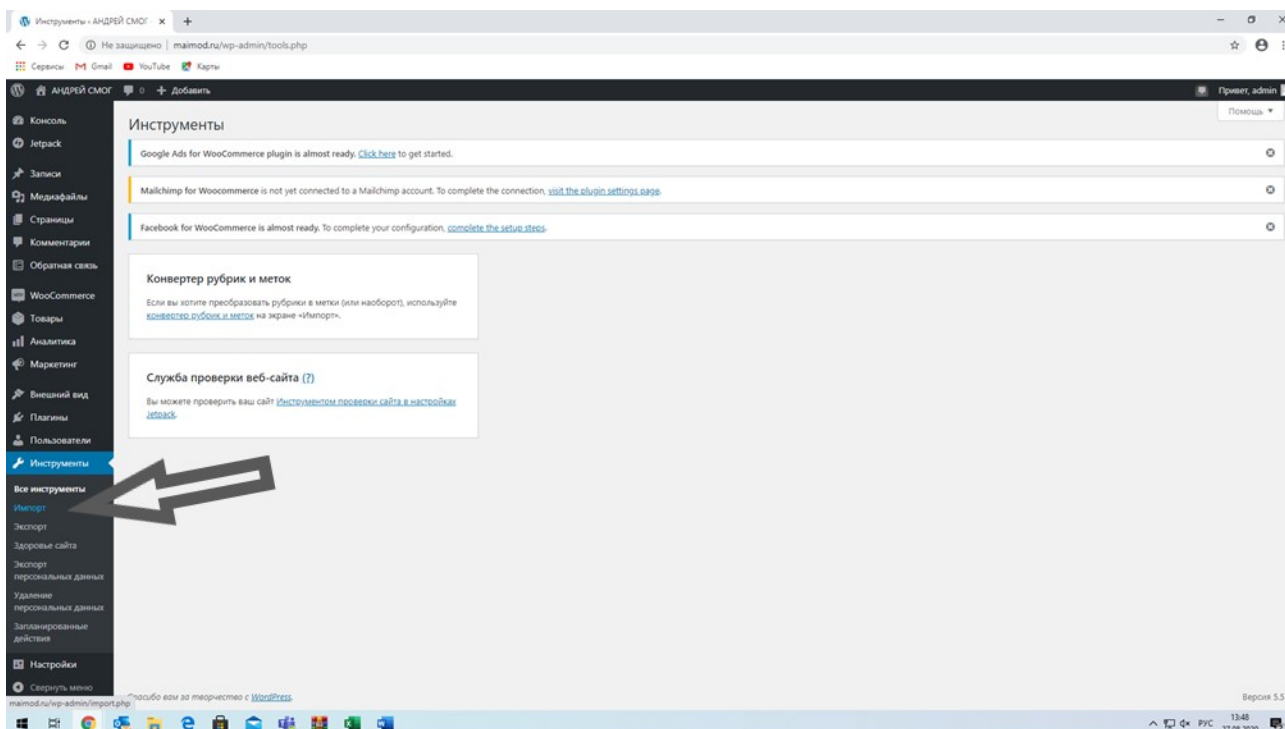 Инструменты ‹ АНДРЕЙ СМОГ
Не защищено | maimod.ru/wp-admin/tools.php
Сервисы Gmail YouTube Карты
АНДРЕЙ СМОГ 0 + Добавить Привет, admin
Помощь
Консоль
Jetpack
Записи
Медиафайлы
Страницы
Комментарии
Обратная связь
WooCommerce
Товары
Аналитика
Маркетинг
Внешний вид
Плагины
Пользователи
Инструменты
Все инструменты
Импорт
Экспорт
Здоровье сайта
Экспорт
персональных данных
Удаление
персональных данных
Запланированные
действия
Настройки
Свернуть меню
Инструменты
Google Ads for WooCommerce plugin is almost ready. Click here to get started.
Mailchimp for Woocommerce is not yet connected to a Mailchimp account. To complete the connection, visit the plugin settings page.
Facebook for WooCommerce is almost ready. To complete your configuration, complete the setup steps.
Конвертер рубрик и меток
Если вы хотите преобразовать рубрики в метки (или наоборот), используйте
конвертер рубрик и меток на экране «Импорт».
Служба проверки веб-сайта (?)
Вы можете проверить ваш сайт Инструментом проверки сайта в настройках
Jetpack.
Спасибо вам за творчество с WordPress.
Версия 5.5
maimod.ru/wp-admin/import.php
РУС 13:48
27.08.2020